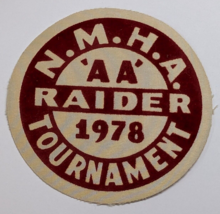 N.M.H.A.
'AA'
RAIDER
1978
TOURNAMENT